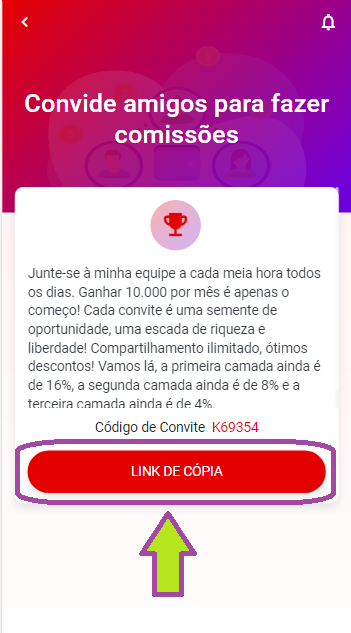 Convide amigos para fazer
comissões
Junte-se à minha equipe a cada meia hora todos
os dias. Ganhar 10.000 por mês é apenas o
começo! Cada convite é uma semente de
oportunidade, uma escada de riqueza e
liberdade! Compartilhamento ilimitado, ótimos
descontos! Vamos lá, a primeira camada ainda é
de 16%, a segunda camada ainda é de 8% e a
terceira camada ainda é de 4%.
Código de Convite K69354
LINK DE CÓPIA